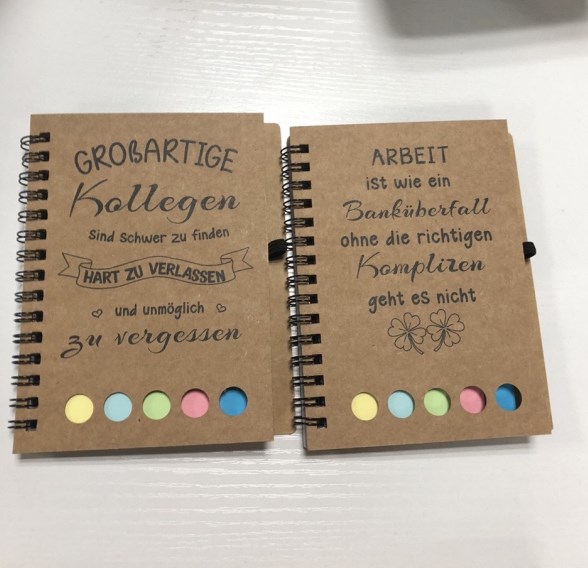 GROßARTIGE
Kollegen
sind Schwer zu finden
HART ZU VERLASSEN
und unmöglich
zu vergessen
ARBEIT
ist wie ein
Banküberfall
ohne die richtigen
Komplizen
geht es nicht